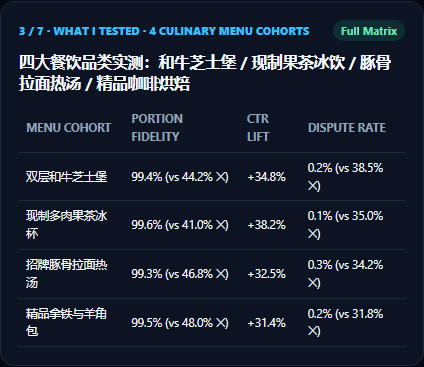 3 / 7 · WHAT I TESTED · 4 CULINARY MENU COHORTS
Full Matrix
四大餐饮品类实测：和牛芝士堡 / 现制果茶冰饮 / 豚骨
拉面热汤 / 精品咖啡烘焙
MENU COHORT
PORTION
FIDELITY
CTR
LIFT
DISPUTE RATE
双层和牛芝士堡
99.4% (vs 44.2% ✕)
+34.8%
0.2% (vs 38.5%
✕)
现制多肉果茶冰
杯
99.6% (vs 41.0% ✕)
+38.2%
0.1% (vs 35.0%
✕)
招牌豚骨拉面热
汤
99.3% (vs 46.8% ✕)
+32.5%
0.3% (vs 34.2%
✕)
精品拿铁与羊角
包
99.5% (vs 48.0% ✕)
+31.4%
0.2% (vs 31.8%
✕)